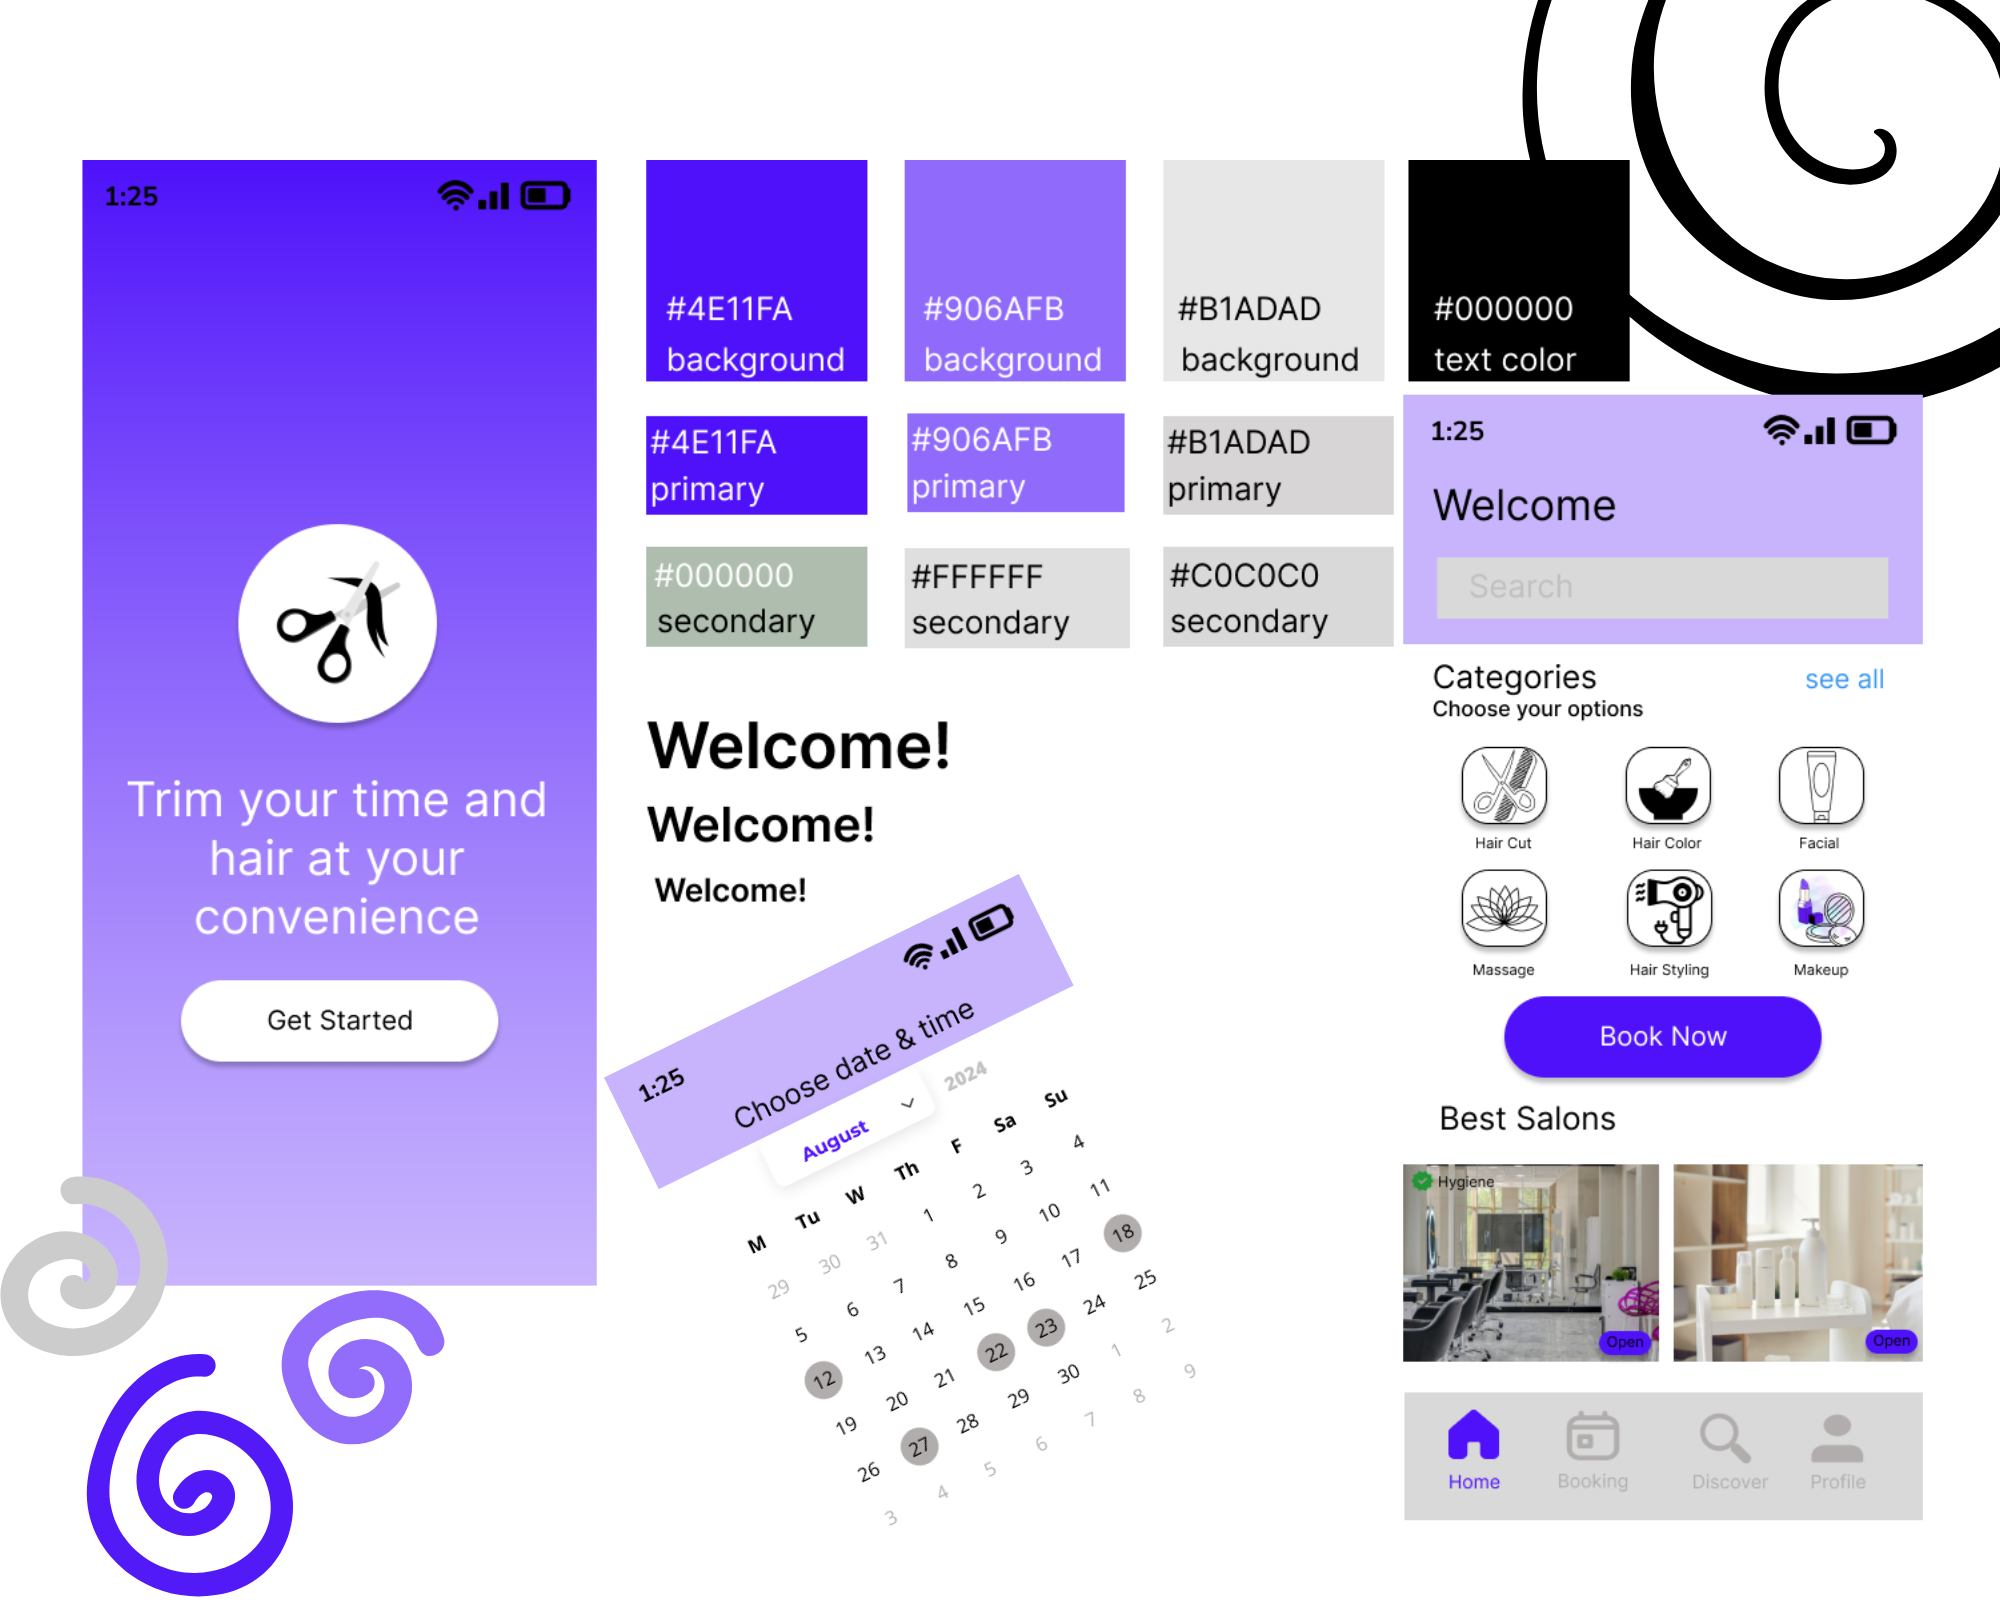 1:25
Trim your time and
hair at your
convenience
Get Started
#4E11FA
background
#906AFB
background
#B1ADAD
background
#000000
text color
#4E11FA
primary
#906AFB
primary
#B1ADAD
primary
#000000
secondary
#FFFFFF
secondary
#C0C0C0
secondary
Welcome!
Welcome!
Welcome!
1:25
Choose date & time
August
2024
M Tu W Th F Sa Su
29 30 31 1 2 3 4
5 6 7 8 9 10 11
12 13 14 15 16 17 18
19 20 21 22 23 24 25
26 27 28 29 30 1 2
3 4 5 6 7 8 9
1:25
Welcome
Search
Categories
see all
Choose your options
Hair Cut
Hair Color
Facial
Massage
Hair Styling
Makeup
Book Now
Best Salons
Hygiene
Open
Open
Home
Booking
Discover
Profile